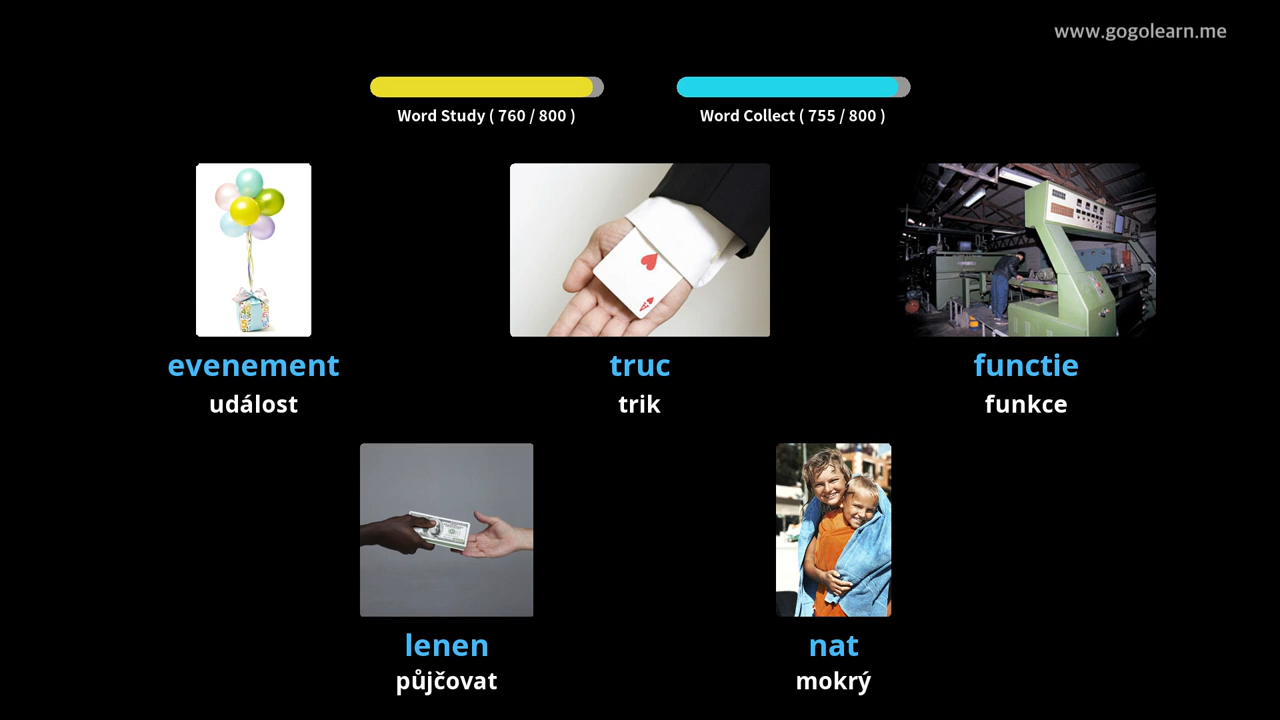 www.gogolearn.me
Word Study ( 760 / 800 )
Word Collect ( 755 / 800 )
evenement
událost
truc
trik
functie
funkce
lenen
půjčovat
nat
mokrý